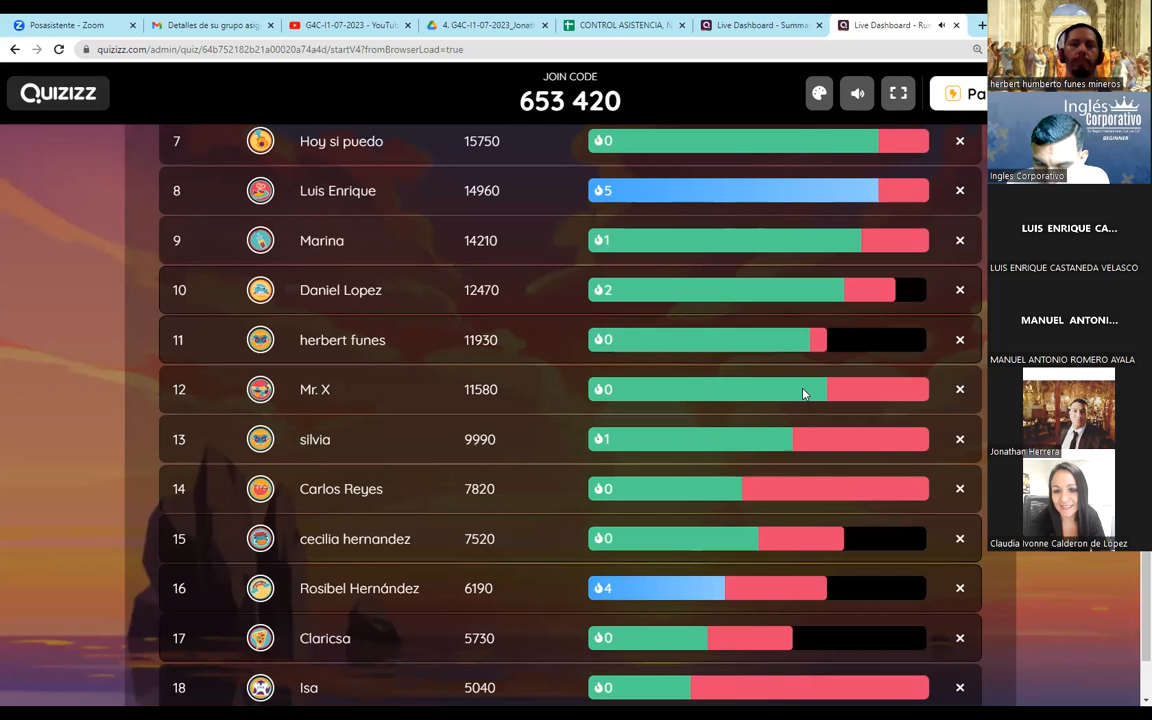 Posasistente - Zoom
Detalles de su grupo asig
G4C-I1-07-2023 - YouTub
4. G4C-I1-07-2023_Jonat
CONTROL ASISTENCIA, N
Live Dashboard - Summa
Live Dashboard - Run
quizizz.com/admin/quiz/64b752182b21a00020a74a4d/startV4?fromBrowserLoad=true
QUIZIZZ
JOIN CODE
653 420
Pa
7 Hoy si puedo 15750 0
8 Luis Enrique 14960 5
9 Marina 14210 1
10 Daniel Lopez 12470 2
11 herbert funes 11930 0
12 Mr. X 11580 0
13 silvia 9990 1
14 Carlos Reyes 7820 0
15 cecilia hernandez 7520 0
16 Rosibel Hernández 6190 4
17 Claricsa 5730 0
18 Isa 5040 0
herbert humberto funes mineros
Inglés
Corporativo
BEGINNER
Ingles Corporativo
LUIS ENRIQUE CA...
LUIS ENRIQUE CASTANEDA VELASCO
MANUEL ANTONI...
MANUEL ANTONIO ROMERO AYALA
Jonathan Herrera
Claudia Ivonne Calderon de Lopez